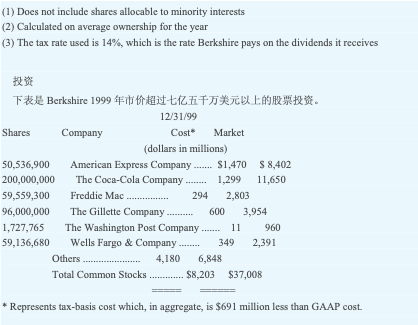 (1) Does not include shares allocable to minority interests
(2) Calculated on average ownership for the year
(3) The tax rate used is 14%, which is the rate Berkshire pays on the dividends it receives
投资
下表是 Berkshire 1999 年市价超过七亿五千万美元以上的股票投资。
12/31/99
Shares Company Cost* Market
(dollars in millions)
50,536,900 American Express Company ....... $1,470 $ 8,402
200,000,000 The Coca-Cola Company ........ 1,299 11,650
59,559,300 Freddie Mac ................ 294 2,803
96,000,000 The Gillette Company .......... 600 3,954
1,727,765 The Washington Post Company ....... 11 960
59,136,680 Wells Fargo & Company ........ 349 2,391
Others ...................... 4,180 6,848
Total Common Stocks ............. $8,203 $37,008
===== ======
* Represents tax-basis cost which, in aggregate, is $691 million less than GAAP cost.